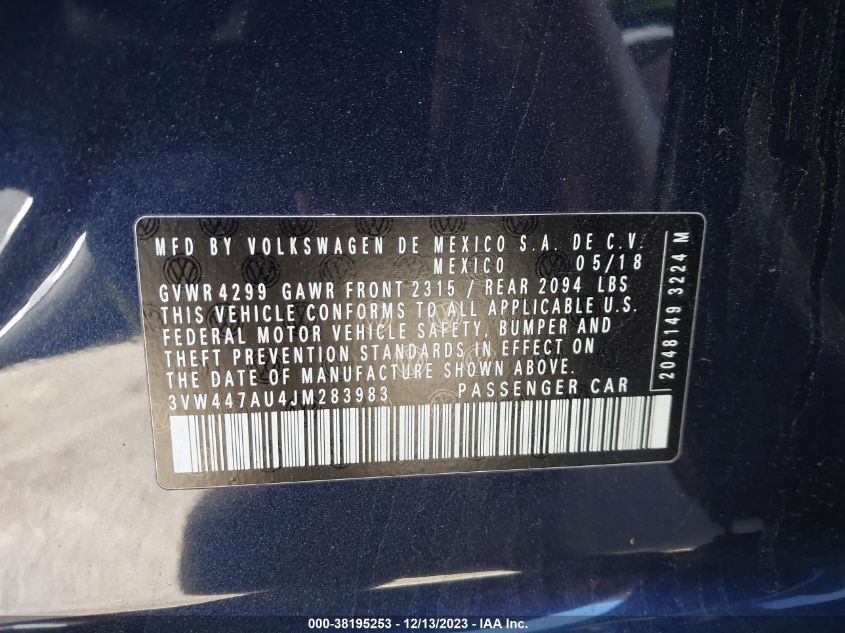 MFD BY VOLKSWAGEN DE MEXICO S.A. DE C.V.
MEXICO 05/18
GVWR 4299 GAWR FRONT 2315 / REAR 2094 LBS
THIS VEHICLE CONFORMS TO ALL APPLICABLE U.S.
FEDERAL MOTOR VEHICLE SAFETY, BUMPER AND
THEFT PREVENTION STANDARDS IN EFFECT ON
THE DATE OF MANUFACTURE SHOWN ABOVE.
3VW447AU4JM283983 PASSENGER CAR
2048149 3224 M
000-38195253 - 12/13/2023 - IAA Inc.